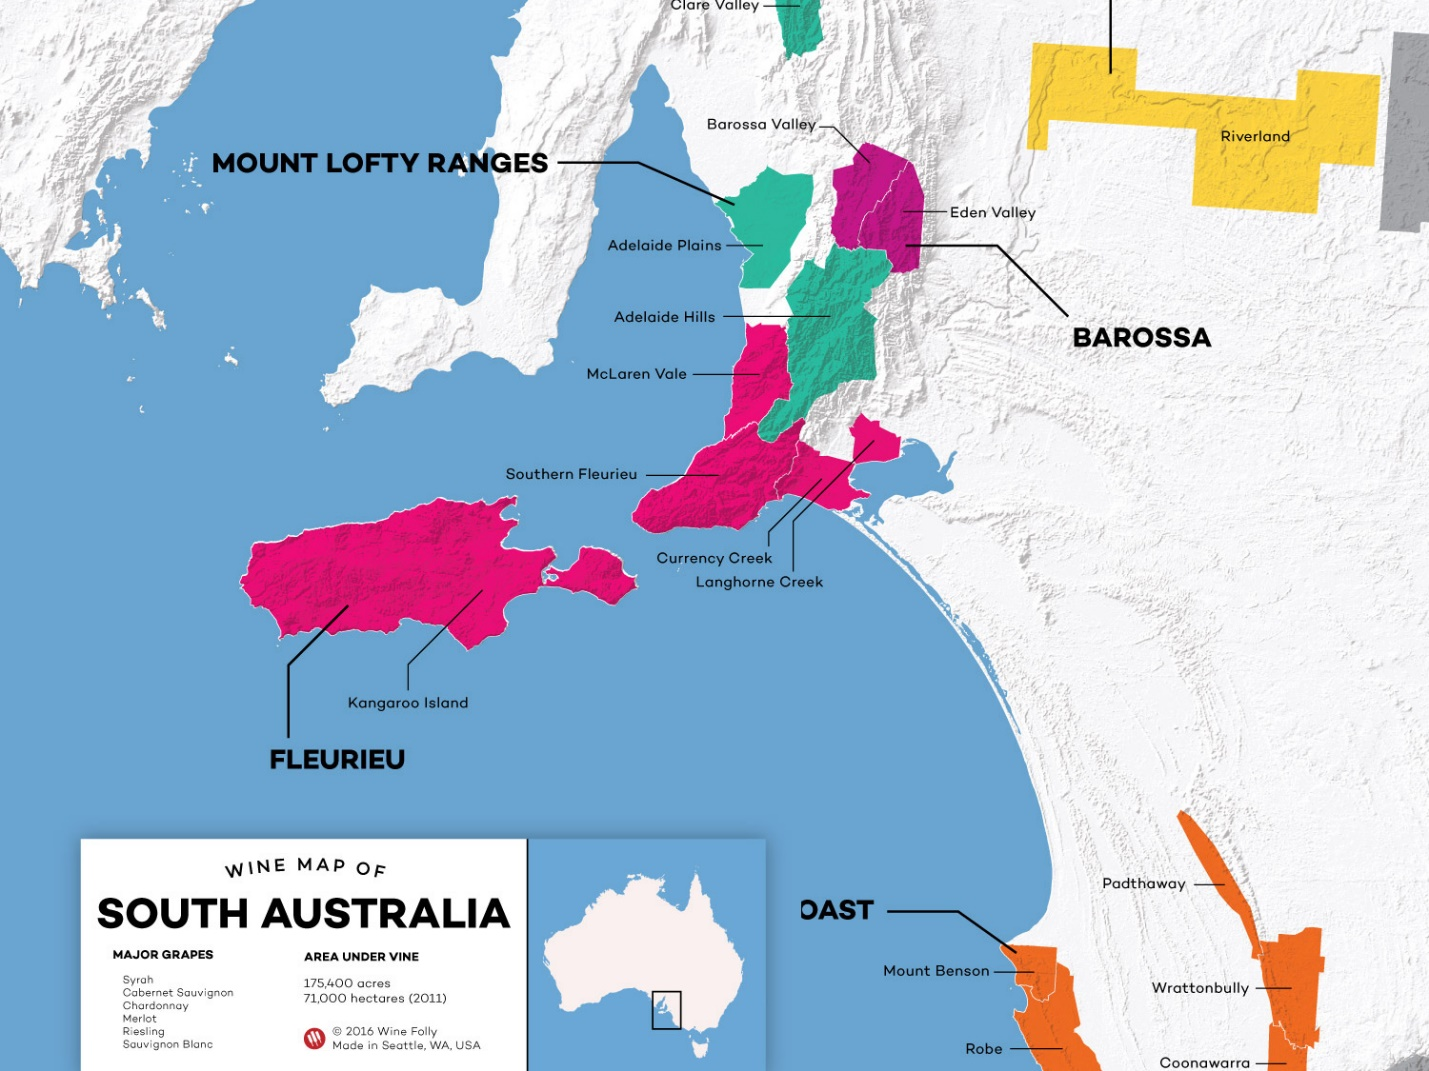 Clare Valley
Barossa Valley
Riverland
MOUNT LOFTY RANGES
Eden Valley
Adelaide Plains
Adelaide Hills
BAROSSA
McLaren Vale
Southern Fleurieu
Currency Creek
Langhorne Creek
Kangaroo Island
FLEURIEU
WINE MAP OF
SOUTH AUSTRALIA
MAJOR GRAPES
Syrah
Cabernet Sauvignon
Chardonnay
Merlot
Riesling
Sauvignon Blanc
AREA UNDER VINE
175,400 acres
71,000 hectares (2011)
© 2016 Wine Folly
Made in Seattle, WA, USA
Padthaway
OAST
Mount Benson
Wrattonbully
Robe
Coonawarra